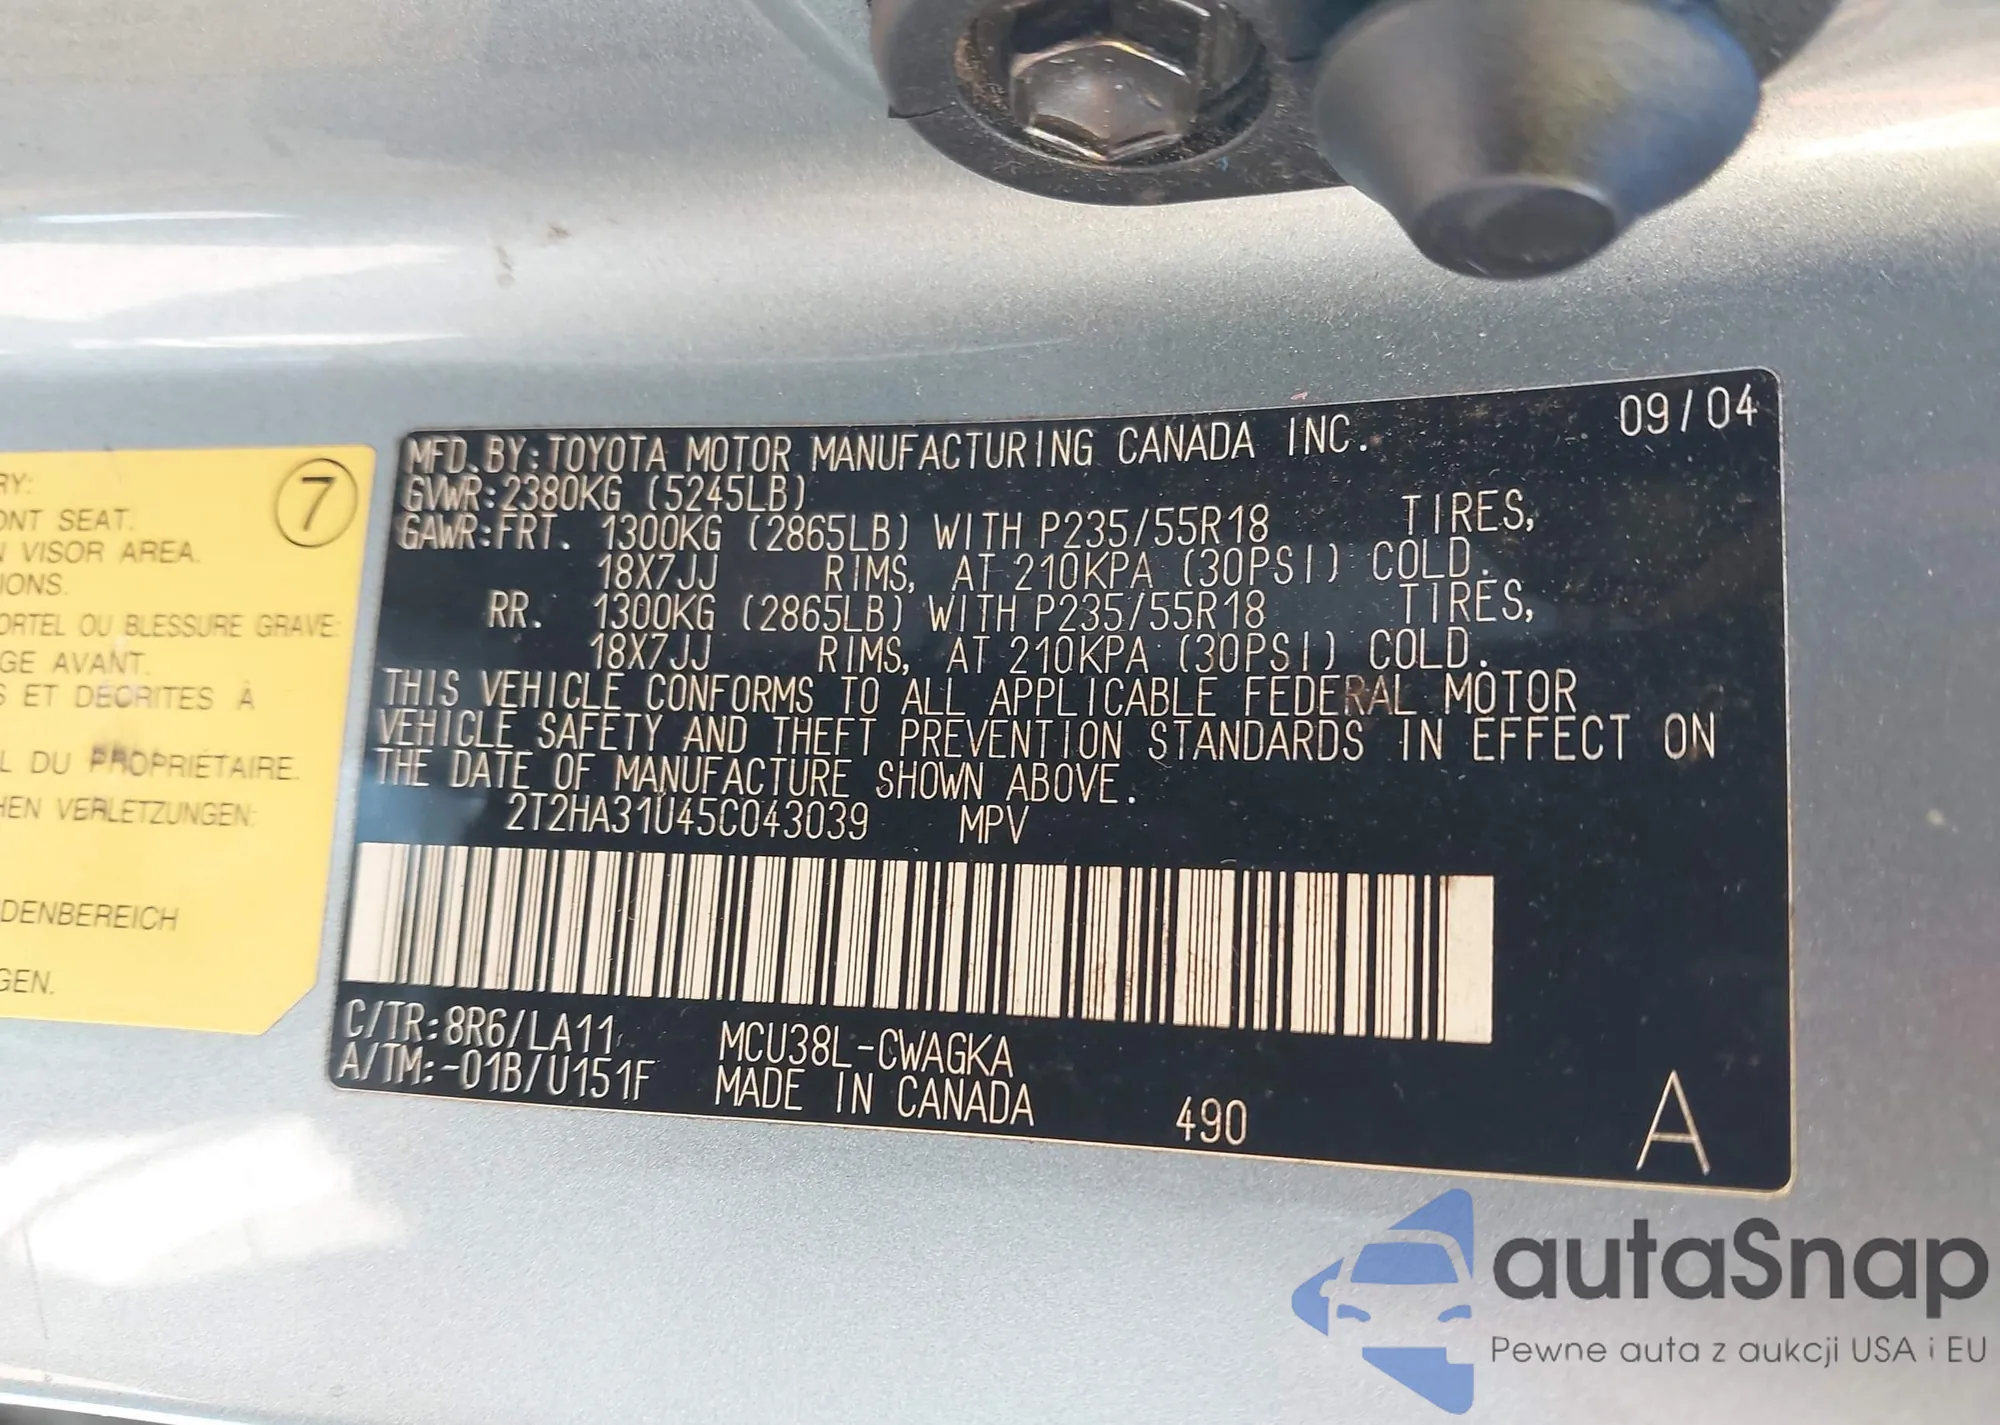 7
RY:
ONT SEAT.
N VISOR AREA.
IONS.
ORTEL OU BLESSURE GRAVE:
GE AVANT.
S ET DÉCRITES À
L DU PROPRIÉTAIRE.
HEN VERLETZUNGEN:
DENBEREICH
GEN.
09/04
MFD.BY:TOYOTA MOTOR MANUFACTURING CANADA INC.
GVWR:2380KG (5245LB)
GAWR:FRT. 1300KG (2865LB) WITH P235/55R18 TIRES,
18X7JJ RIMS, AT 210KPA (30PSI) COLD.
RR. 1300KG (2865LB) WITH P235/55R18 TIRES,
18X7JJ RIMS, AT 210KPA (30PSI) COLD.
THIS VEHICLE CONFORMS TO ALL APPLICABLE FEDERAL MOTOR
VEHICLE SAFETY AND THEFT PREVENTION STANDARDS IN EFFECT ON
THE DATE OF MANUFACTURE SHOWN ABOVE.
2T2HA31U45C043039 MPV
C/TR:8R6/LA11 MCU38L-CWAGKA
A/TM:-01B/U151F MADE IN CANADA 490 A
autaSnap
Pewne auta z aukcji USA i EU